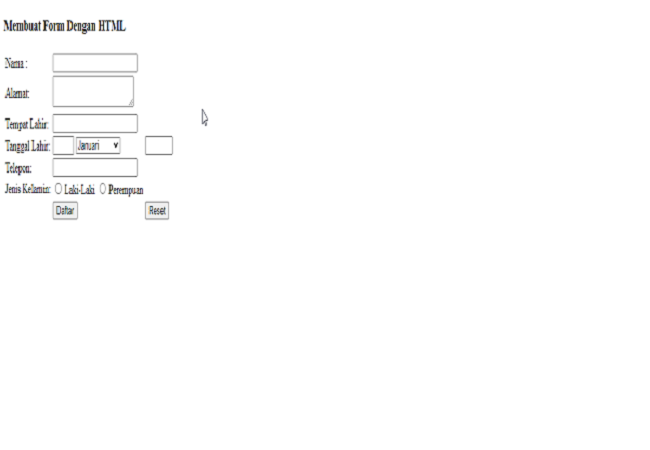 Membuat Form Dengan HTML
Nama :
Alamat:
Tempat Lahir:
Tanggal Lahir: Januari
Telepon:
Jenis Kelamin: Laki-Laki Perempuan
Daftar Reset